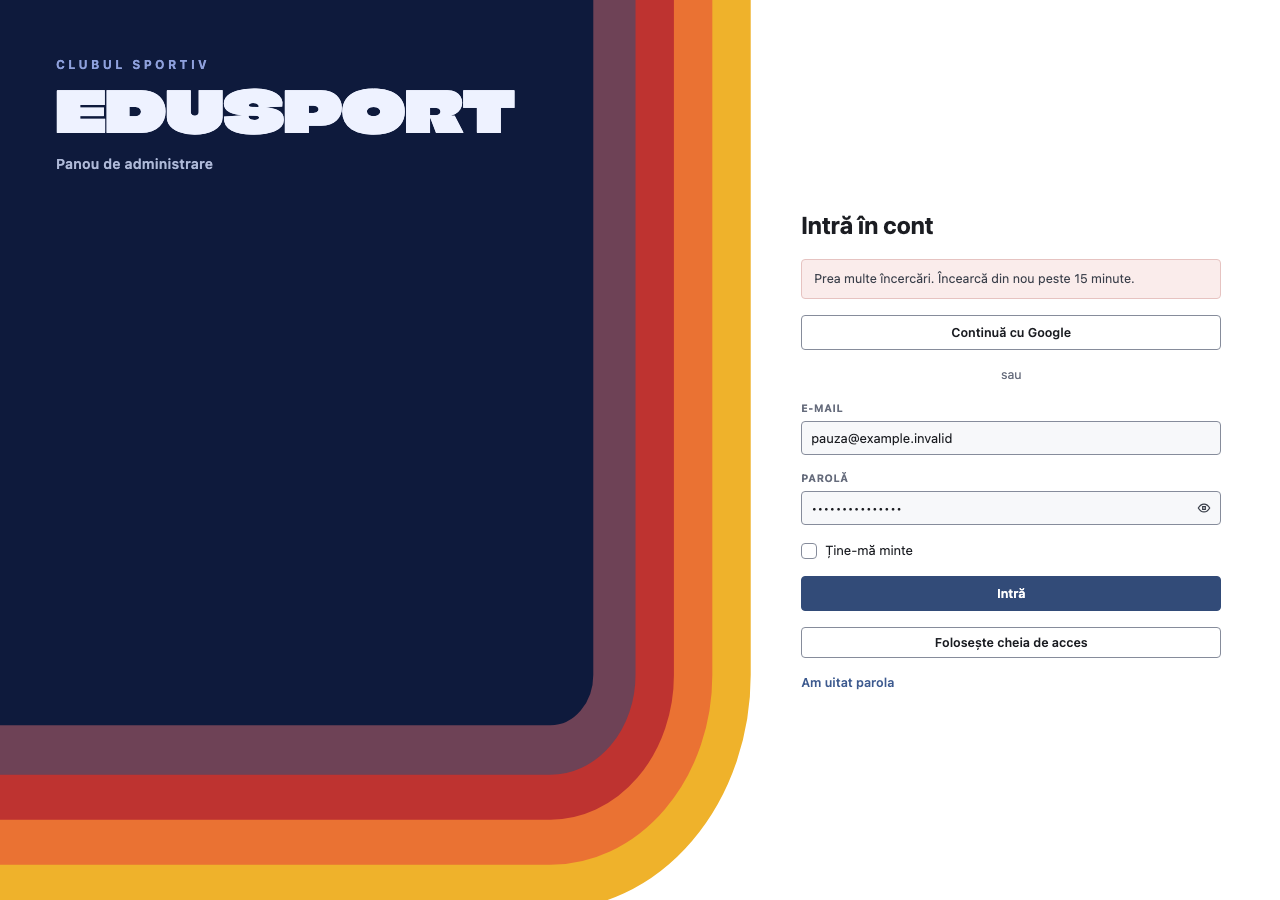 CLUBUL SPORTIV
EDUSPORT
Panou de administrare
Intră în cont
Prea multe încercări. Încearcă din nou peste 15 minute.
Continuă cu Google
sau
E-MAIL
pauza@example.invalid
PAROLĂ
•••••••••••••••
Ține-mă minte
Intră
Folosește cheia de acces
Am uitat parola